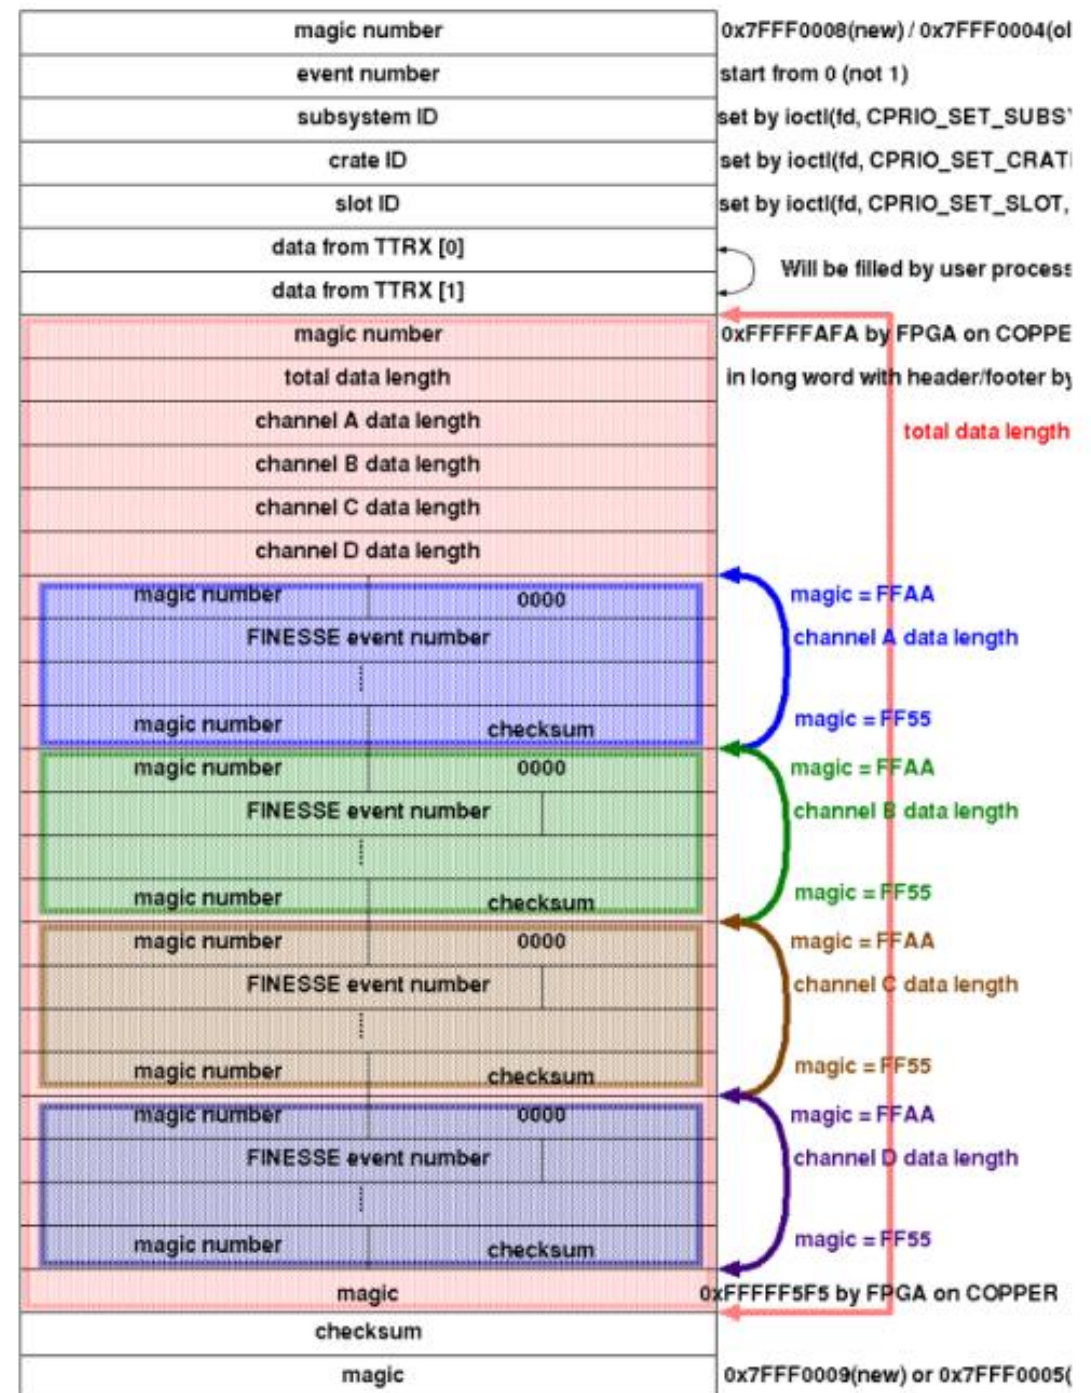 magic number 0x7FFF0008(new) / 0x7FFF0004(ol
event number start from 0 (not 1)
subsystem ID set by ioctl(fd, CPRIO_SET_SUBS
crate ID set by ioctl(fd, CPRIO_SET_CRAT
slot ID set by ioctl(fd, CPRIO_SET_SLOT,
data from TTRX [0]
Will be filled by user process
data from TTRX [1]
magic number 0xFFFFFAFA by FPGA on COPPE
total data length in long word with header/footer by
channel A data length
total data length
channel B data length
channel C data length
channel D data length
magic number 0000 magic = FFAA
FINESSE event number channel A data length
magic number checksum magic = FF55
magic number 0000 magic = FFAA
FINESSE event number channel B data length
magic number checksum magic = FF55
magic number 0000 magic = FFAA
FINESSE event number channel C data length
magic number checksum magic = FF55
magic number 0000 magic = FFAA
FINESSE event number channel D data length
magic number checksum magic = FF55
magic 0xFFFFF5F5 by FPGA on COPPER
checksum
magic 0x7FFF0009(new) or 0x7FFF0005(